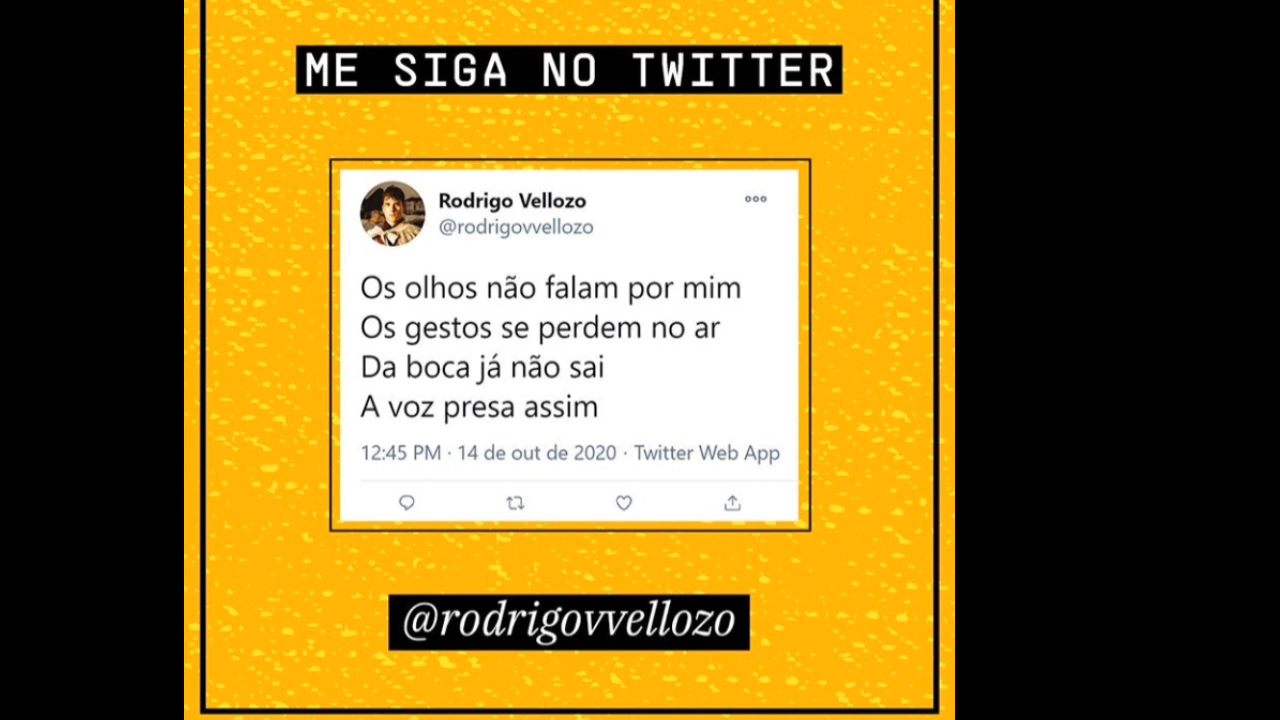 ME SIGA NO TWITTER
Rodrigo Vellozo
@rodrigovvellozo
Os olhos não falam por mim
Os gestos se perdem no ar
Da boca já não sai
A voz presa assim
12:45 PM · 14 de out de 2020 · Twitter Web App
@rodrigovvellozo